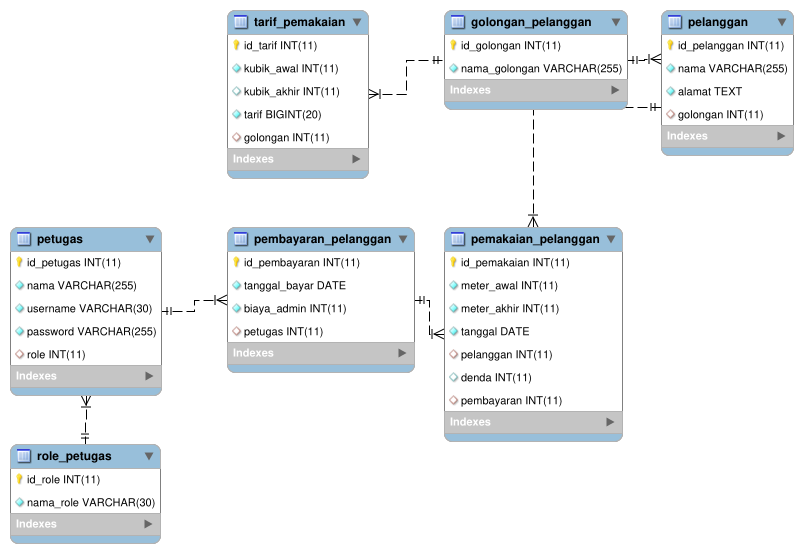 tarif_pemakaian
id_tarif INT(11)
kubik_awal INT(11)
kubik_akhir INT(11)
tarif BIGINT(20)
golongan INT(11)
Indexes
golongan_pelanggan
id_golongan INT(11)
nama_golongan VARCHAR(255)
Indexes
pelanggan
id_pelanggan INT(11)
nama VARCHAR(255)
alamat TEXT
golongan INT(11)
Indexes
petugas
id_petugas INT(11)
nama VARCHAR(255)
username VARCHAR(30)
password VARCHAR(255)
role INT(11)
Indexes
pembayaran_pelanggan
id_pembayaran INT(11)
tanggal_bayar DATE
biaya_admin INT(11)
petugas INT(11)
Indexes
pemakaian_pelanggan
id_pemakaian INT(11)
meter_awal INT(11)
meter_akhir INT(11)
tanggal DATE
pelanggan INT(11)
denda INT(11)
pembayaran INT(11)
Indexes
role_petugas
id_role INT(11)
nama_role VARCHAR(30)
Indexes